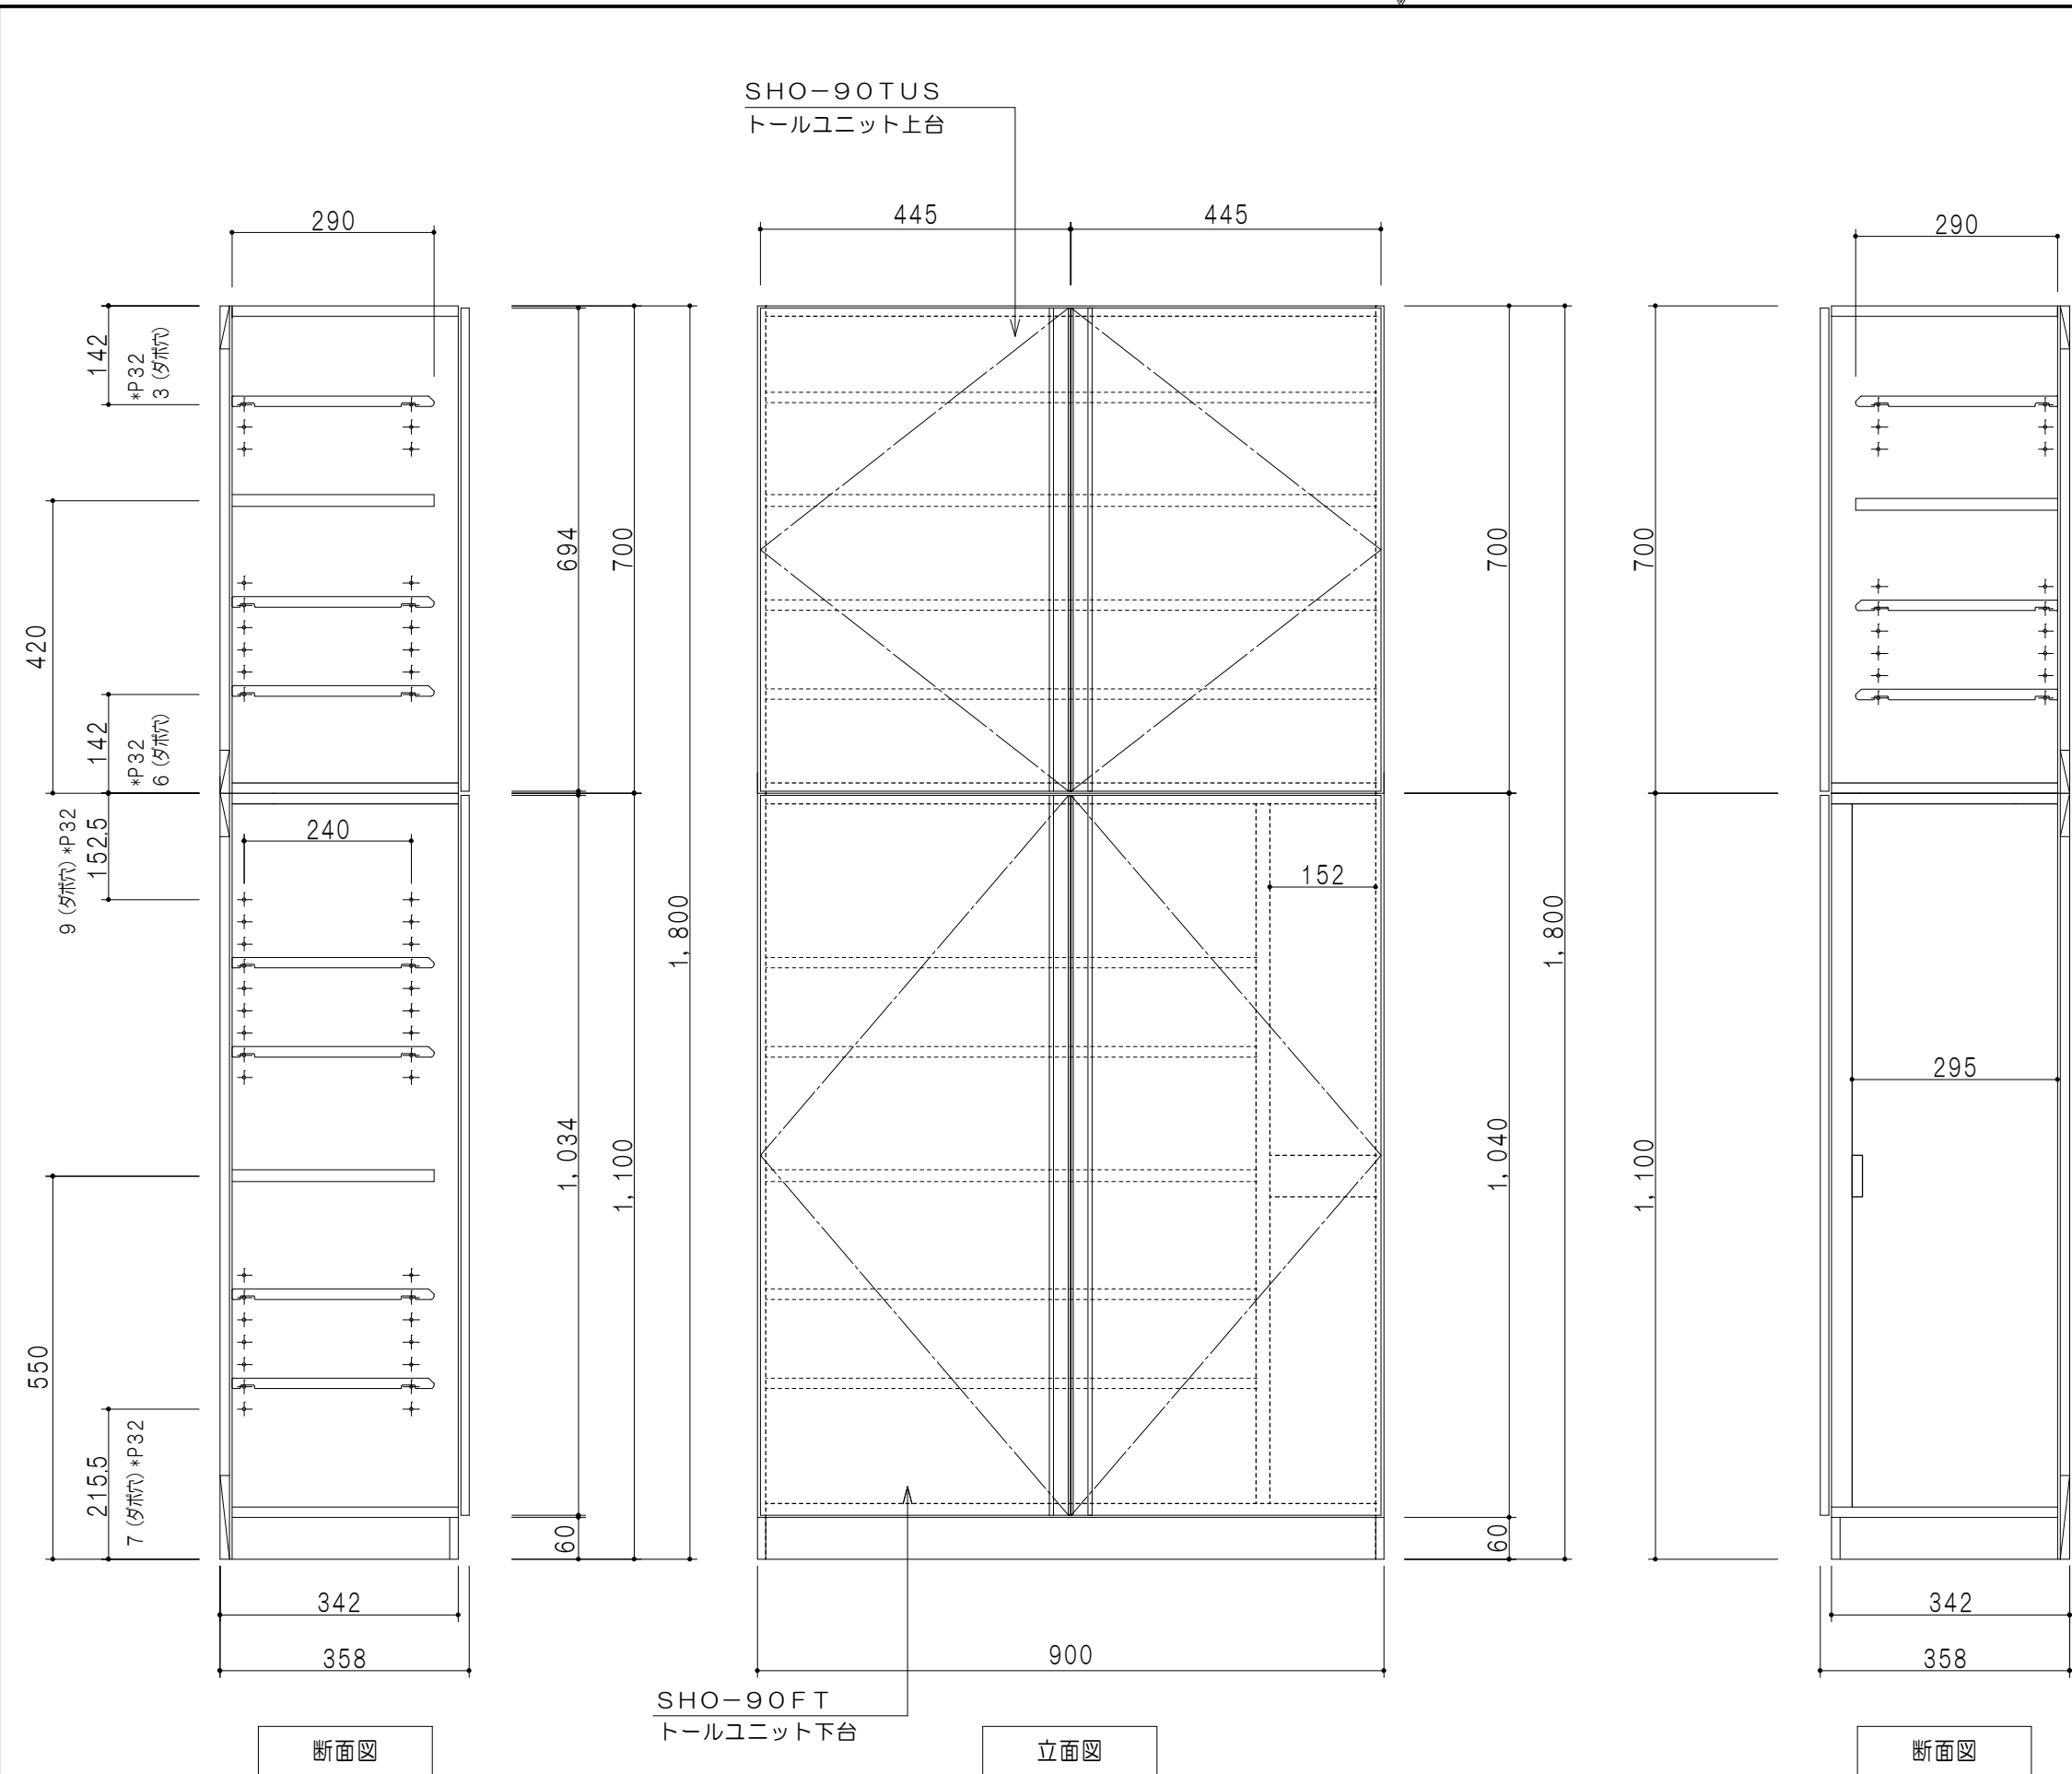 SHO-90TUS
トールユニット上台
290
142
*P32
3 (ダボ穴)
420
142
*P32
6 (ダボ穴)
152.5
9 (ダボ穴) *P32
240
550
215.5
7 (ダボ穴) *P32
342
358
断面図
694
700
1,034
1,100
60
1,800
445
445
152
900
SHO-90FT
トールユニット下台
立面図
700
1,040
60
1,800
700
1,100
290
295
342
358
断面図